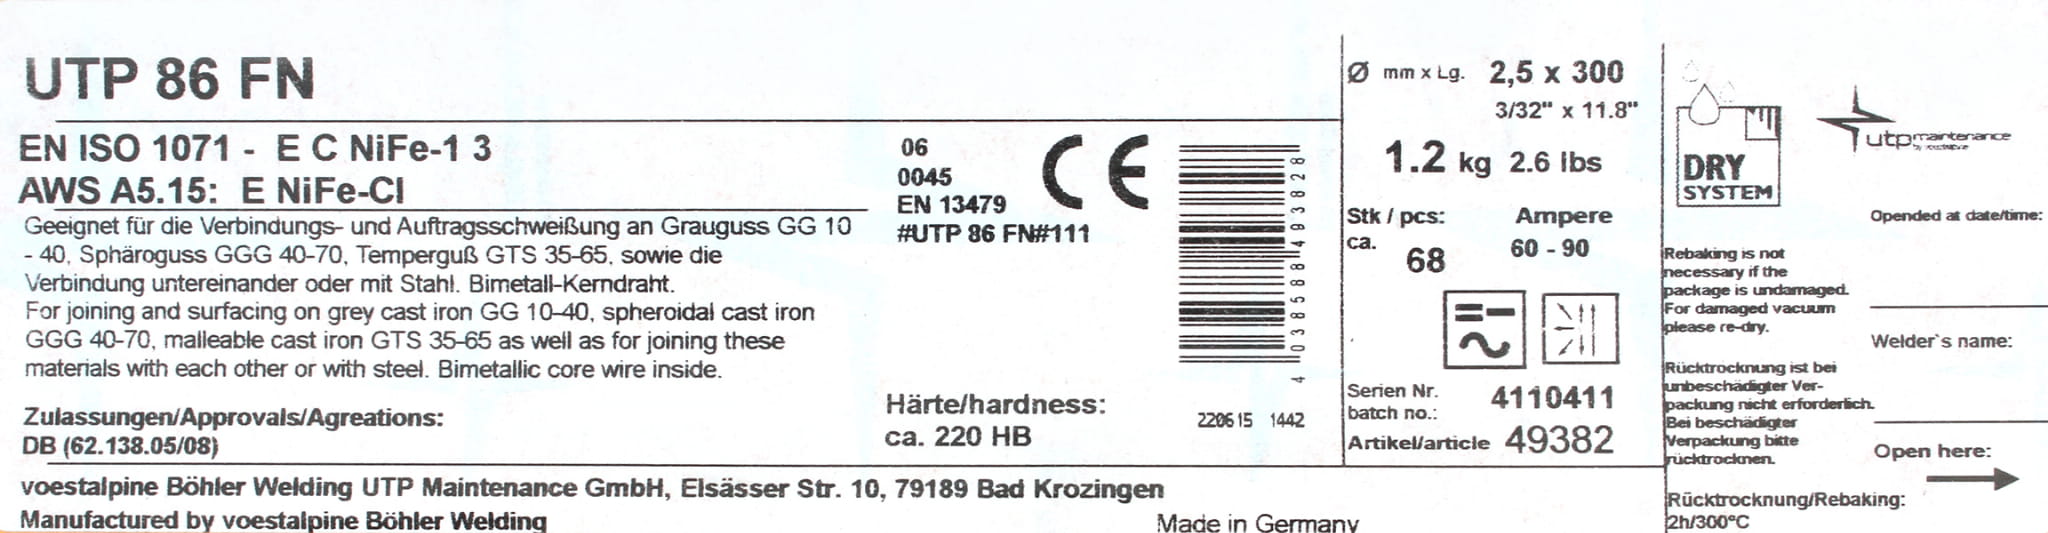 UTP 86 FN
EN ISO 1071 - E C NiFe-1 3
AWS A5.15: E NiFe-CI
Geeignet für die Verbindungs- und Auftragsschweißung an Grauguss GG 10
- 40, Sphäroguss GGG 40-70, Temperguß GTS 35-65, sowie die
Verbindung untereinander oder mit Stahl. Bimetall-Kerndraht.
For joining and surfacing on grey cast iron GG 10-40, spheroidal cast iron
GGG 40-70, malleable cast iron GTS 35-65 as well as for joining these
materials with each other or with steel. Bimetallic core wire inside.
Zulassungen/Approvals/Agreations:
DB (62.138.05/08)
06
0045
EN 13479
#UTP 86 FN#111
CE
Härte/hardness:
ca. 220 HB
4 038588 493828
220615 1442
Ø mm x Lg. 2,5 x 300
3/32" x 11.8"
1.2 kg 2.6 lbs
Stk / pcs: Ampere
ca. 68 60 - 90
Serien Nr.
batch no.: 4110411
Artikel/article 49382
DRY
SYSTEM
utp maintenance
Opended at date/time:
Rebaking is not
necessary if the
package is undamaged.
For damaged vacuum
please re-dry.
Welder`s name:
Rücktrocknung ist bei
unbeschädigter Ver-
packung nicht erforderlich.
Bei beschädigter
Verpackung bitte
rücktrocknen.
Open here:
Rücktrocknung/Rebaking:
2h/300°C
voestalpine Böhler Welding UTP Maintenance GmbH, Elsässer Str. 10, 79189 Bad Krozingen
Manufactured by voestalpine Böhler Welding
Made in Germany